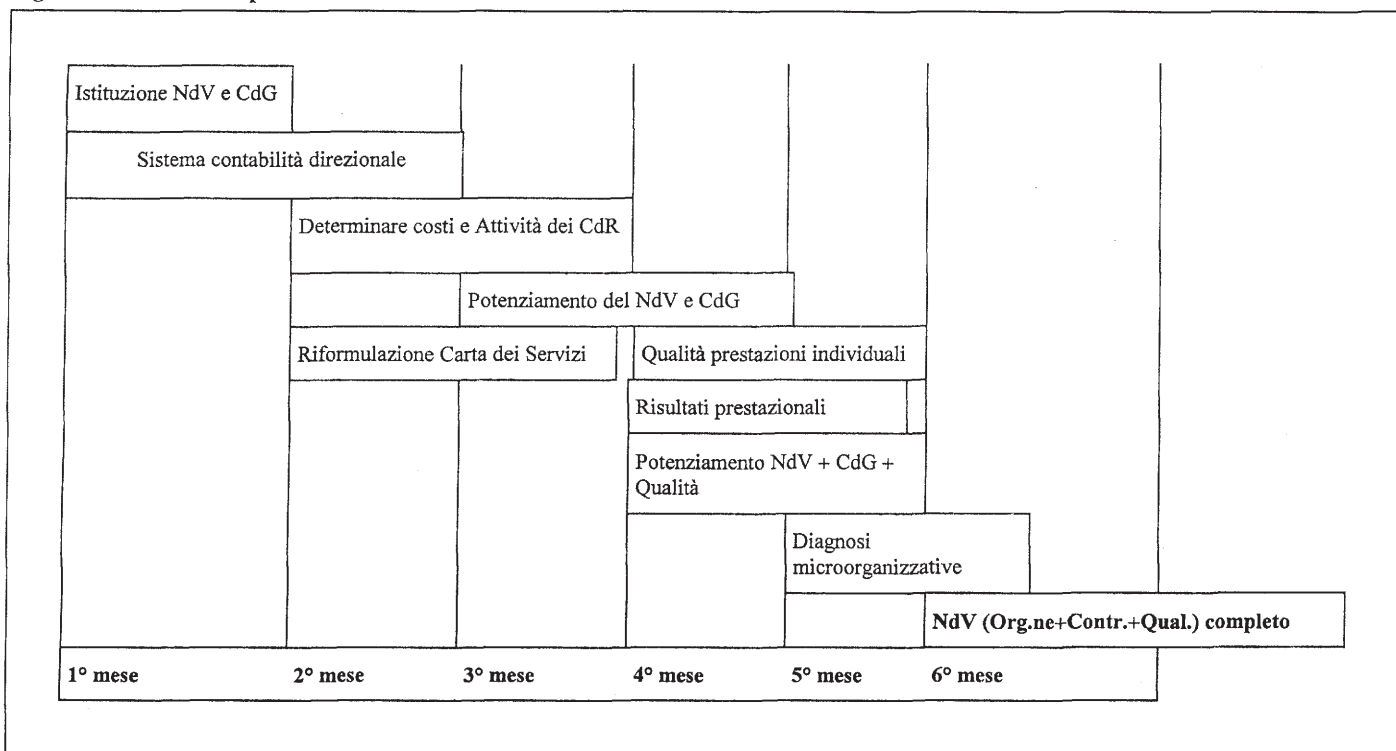 Istituzione NdV e CdG
Sistema contabilità direzionale
Determinare costi e Attività dei CdR
Potenziamento del NdV e CdG
Riformulazione Carta dei Servizi
Qualità prestazioni individuali
Risultati prestazionali
Potenziamento NdV + CdG +
Qualità
Diagnosi
microorganizzative
NdV (Org.ne+Contr.+Qual.) completo
1° mese 2° mese 3° mese 4° mese 5° mese 6° mese